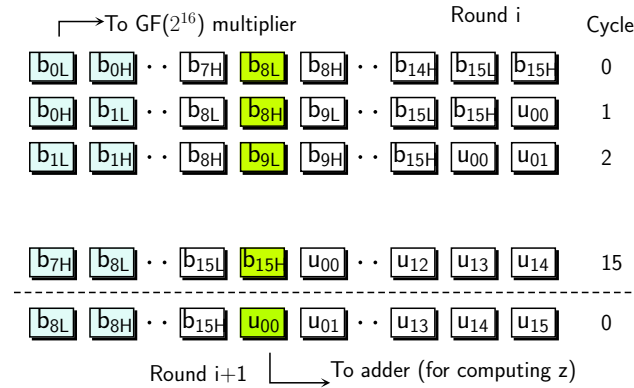 To GF(2¹⁶) multiplier Round i Cycle
b₀L b₀H · · b₇H b₈L b₈H · · b₁₄H b₁₅L b₁₅H 0
b₀H b₁L · · b₈L b₈H b₉L · · b₁₅L b₁₅H u₀₀ 1
b₁L b₁H · · b₈H b₉L b₉H · · b₁₅H u₀₀ u₀₁ 2
b₇H b₈L · · b₁₅L b₁₅H u₀₀ · · u₁₂ u₁₃ u₁₄ 15
b₈L b₈H · · b₁₅H u₀₀ u₀₁ · · u₁₃ u₁₄ u₁₅ 0
Round i+1 To adder (for computing z)